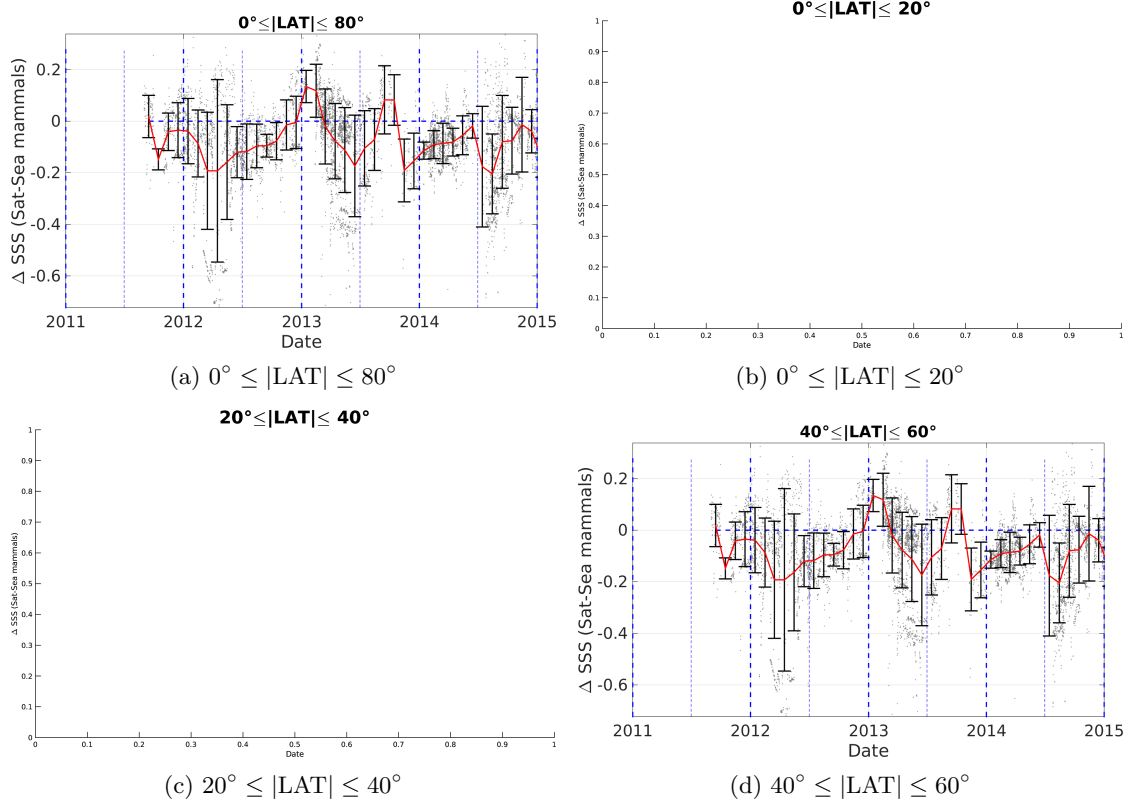 0°≤|LAT|≤ 80°
0.2
0
-0.2
-0.4
-0.6
Δ SSS (Sat-Sea mammals)
2011 2012 2013 2014 2015
Date
(a) 0° ≤ |LAT| ≤ 80°
0°≤|LAT|≤ 20°
1
0.9
0.8
0.7
0.6
0.5
0.4
0.3
0.2
0.1
0
Δ SSS (Sat-Sea mammals)
0 0.1 0.2 0.3 0.4 0.5 0.6 0.7 0.8 0.9 1
Date
(b) 0° ≤ |LAT| ≤ 20°
20°≤|LAT|≤ 40°
1
0.9
0.8
0.7
0.6
0.5
0.4
0.3
0.2
0.1
0
Δ SSS (Sat-Sea mammals)
0 0.1 0.2 0.3 0.4 0.5 0.6 0.7 0.8 0.9 1
Date
(c) 20° ≤ |LAT| ≤ 40°
40°≤|LAT|≤ 60°
0.2
0
-0.2
-0.4
-0.6
Δ SSS (Sat-Sea mammals)
2011 2012 2013 2014 2015
Date
(d) 40° ≤ |LAT| ≤ 60°